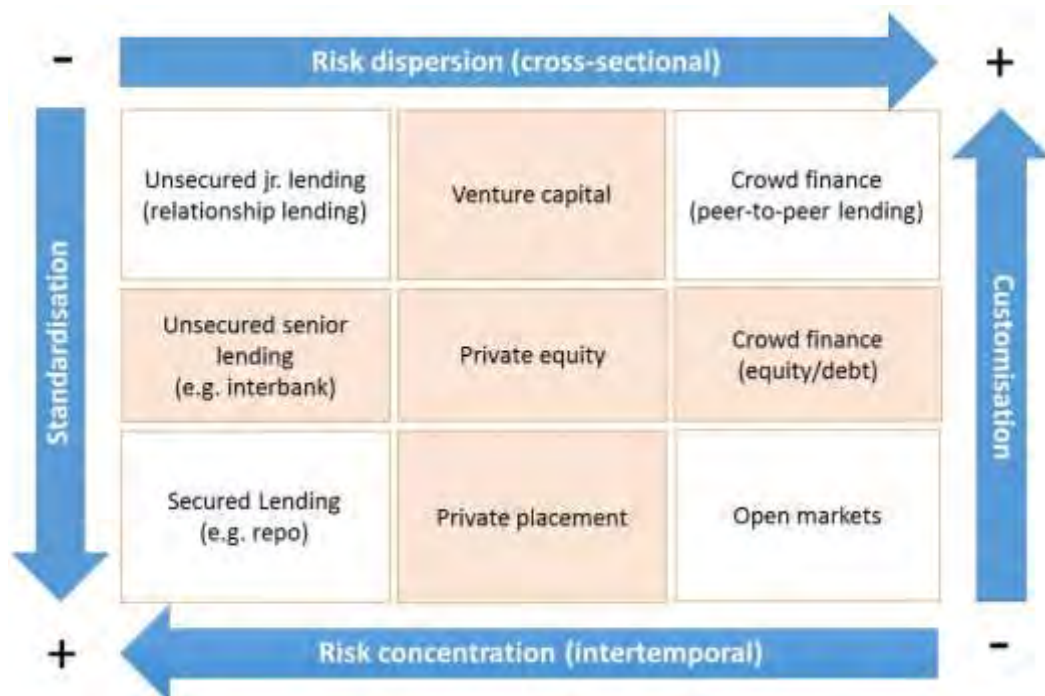 -
Risk dispersion (cross-sectional)
+
Standardisation
Unsecured jr. lending
(relationship lending)
Venture capital
Crowd finance
(peer-to-peer lending)
Customisation
Unsecured senior
lending
(e.g. interbank)
Private equity
Crowd finance
(equity/debt)
Secured Lending
(e.g. repo)
Private placement
Open markets
+
Risk concentration (intertemporal)
-